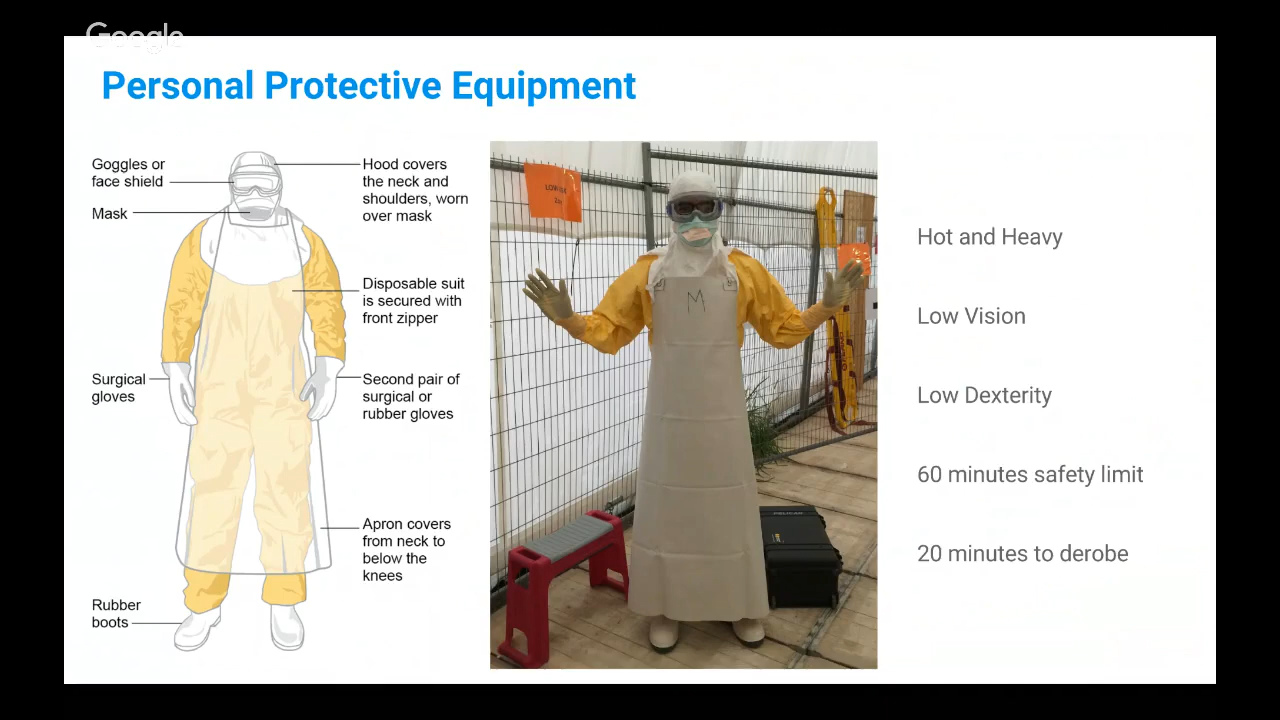 Google
Personal Protective Equipment
Goggles or
face shield
Mask
Surgical
gloves
Rubber
boots
Hood covers
the neck and
shoulders, worn
over mask
Disposable suit
is secured with
front zipper
Second pair of
surgical or
rubber gloves
Apron covers
from neck to
below the
knees
LOW
M
PELICAN
Hot and Heavy
Low Vision
Low Dexterity
60 minutes safety limit
20 minutes to derobe